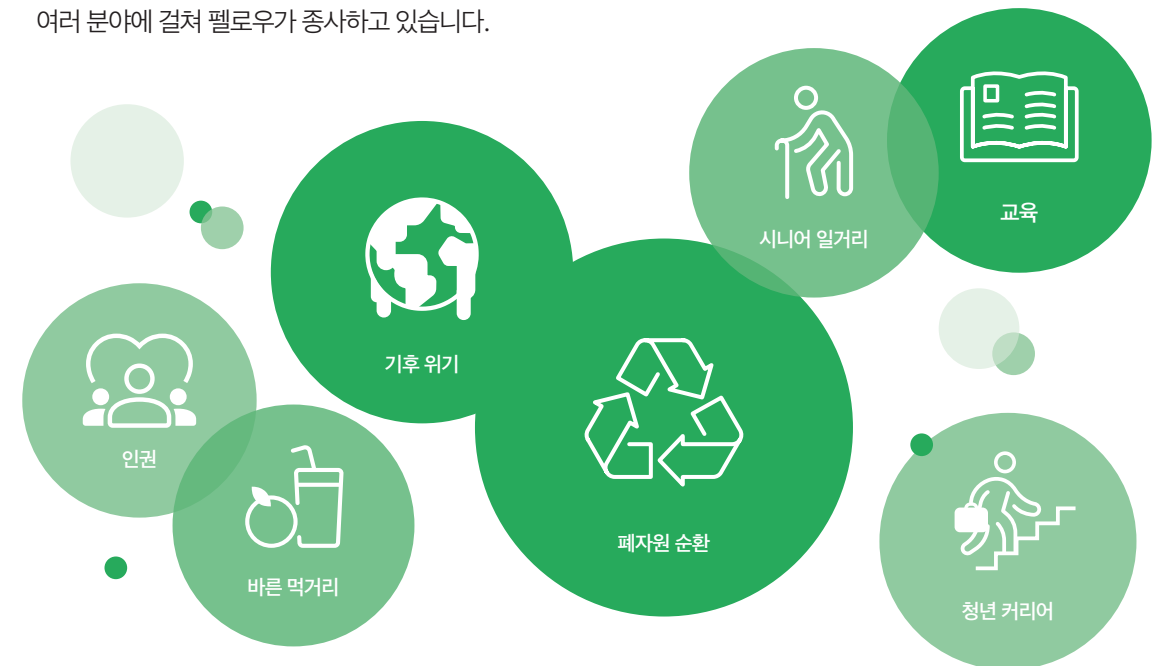 여러 분야에 걸쳐 펠로우가 종사하고 있습니다.
교육
시니어 일거리
기후 위기
인권
폐자원 순환
바른 먹거리
청년 커리어